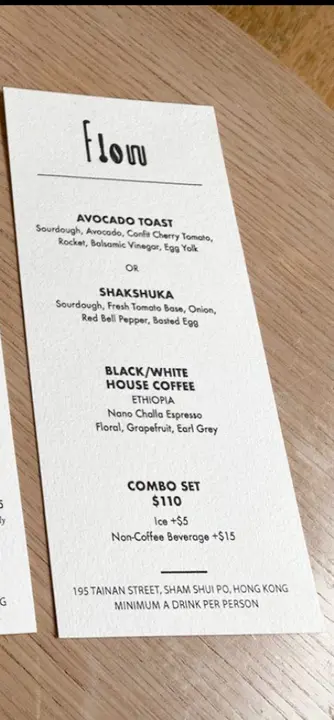 Flow
AVOCADO TOAST
Sourdough, Avocado, Confit Cherry Tomato,
Rocket, Balsamic Vinegar, Egg Yolk
OR
SHAKSHUKA
Sourdough, Fresh Tomato Base, Onion,
Red Bell Pepper, Basted Egg
BLACK/WHITE
HOUSE COFFEE
ETHIOPIA
Nano Challa Espresso
Floral, Grapefruit, Earl Grey
COMBO SET
$110
Ice +$5
Non-Coffee Beverage +$15
195 TAINAN STREET, SHAM SHUI PO, HONG KONG
MINIMUM A DRINK PER PERSON